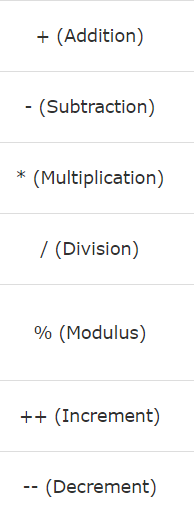 + (Addition)
- (Subtraction)
* (Multiplication)
/ (Division)
% (Modulus)
++ (Increment)
-- (Decrement)